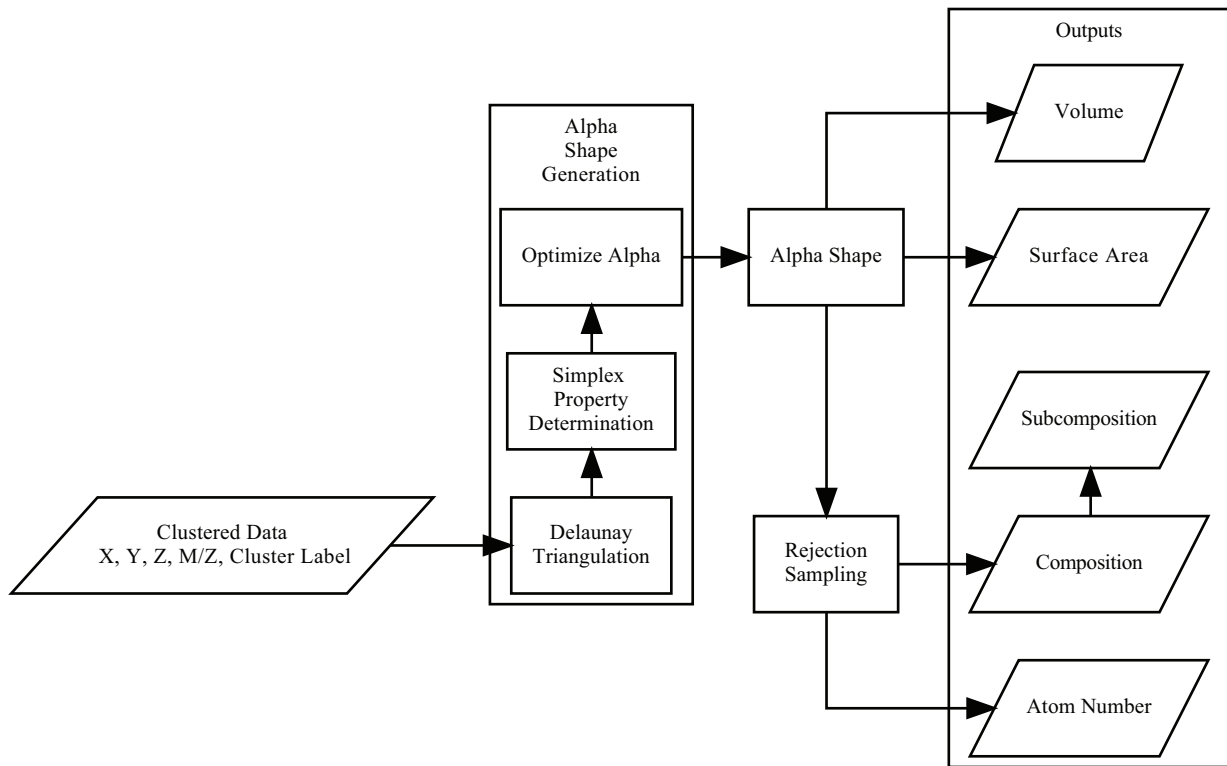 Outputs
Volume
Alpha
Shape
Generation
Optimize Alpha
Alpha Shape
Surface Area
Simplex
Property
Determination
Subcomposition
Clustered Data
X, Y, Z, M/Z, Cluster Label
Delaunay
Triangulation
Rejection
Sampling
Composition
Atom Number